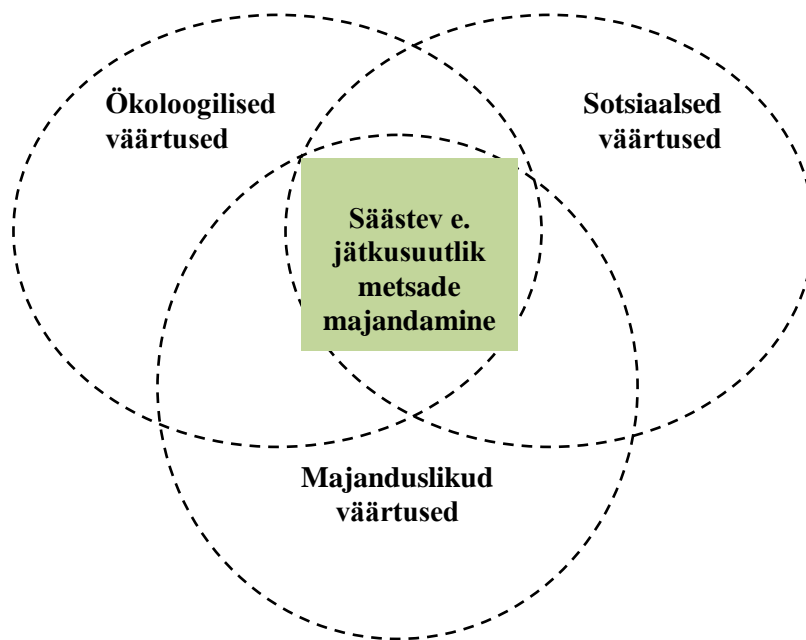 Ökoloogilised
väärtused
Sotsiaalsed
väärtused
Säästev e.
jätkusuutlik
metsade
majandamine
Majanduslikud
väärtused